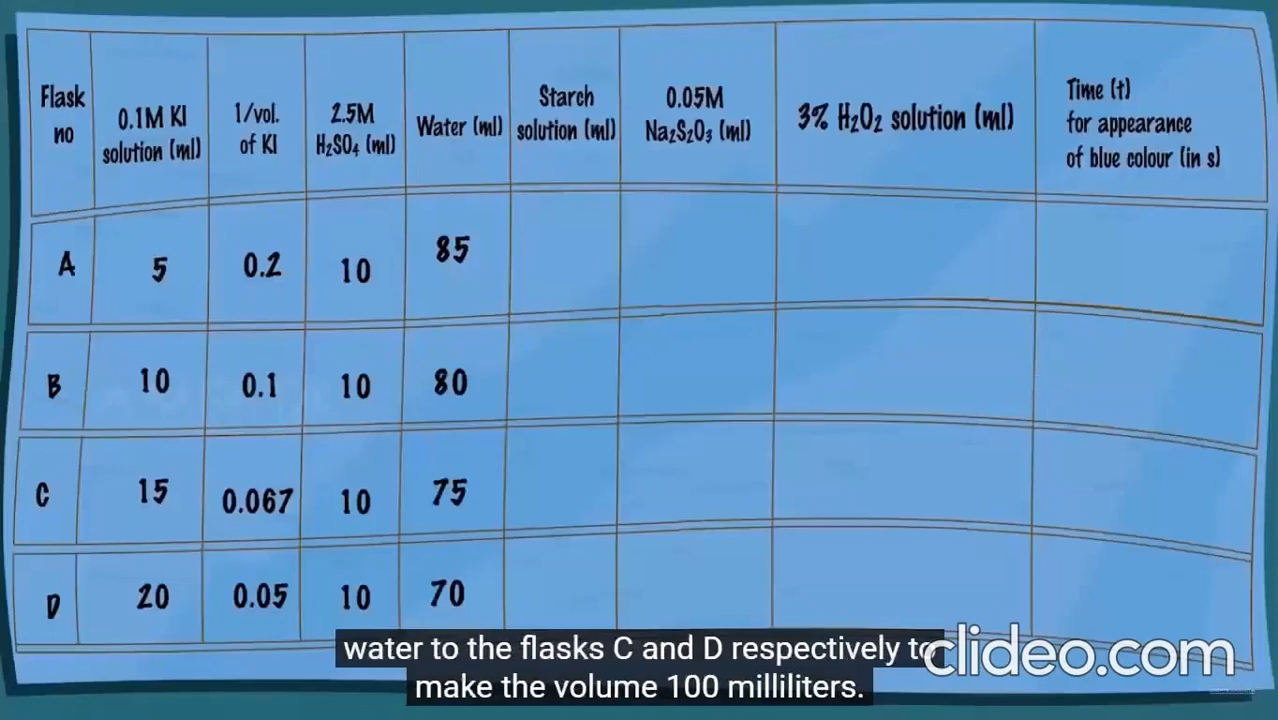 Flask no
0.1M KI solution (ml)
1/vol. of KI
2.5M H₂SO₄ (ml)
Water (ml)
Starch solution (ml)
0.05M Na₂S₂O₃ (ml)
3% H₂O₂ solution (ml)
Time (t) for appearance of blue colour (in s)
A 5 0.2 10 85
B 10 0.1 10 80
C 15 0.067 10 75
D 20 0.05 10 70
water to the flasks C and D respectively to
make the volume 100 milliliters.
clideo.com